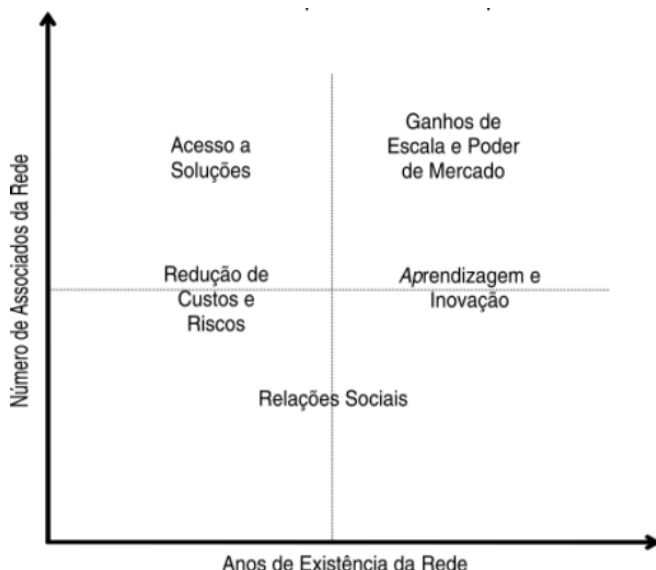 Número de Associados da Rede
Acesso a
Soluções
Ganhos de
Escala e Poder
de Mercado
Redução de
Custos e
Riscos
Aprendizagem e
Inovação
Relações Sociais
Anos de Existência da Rede